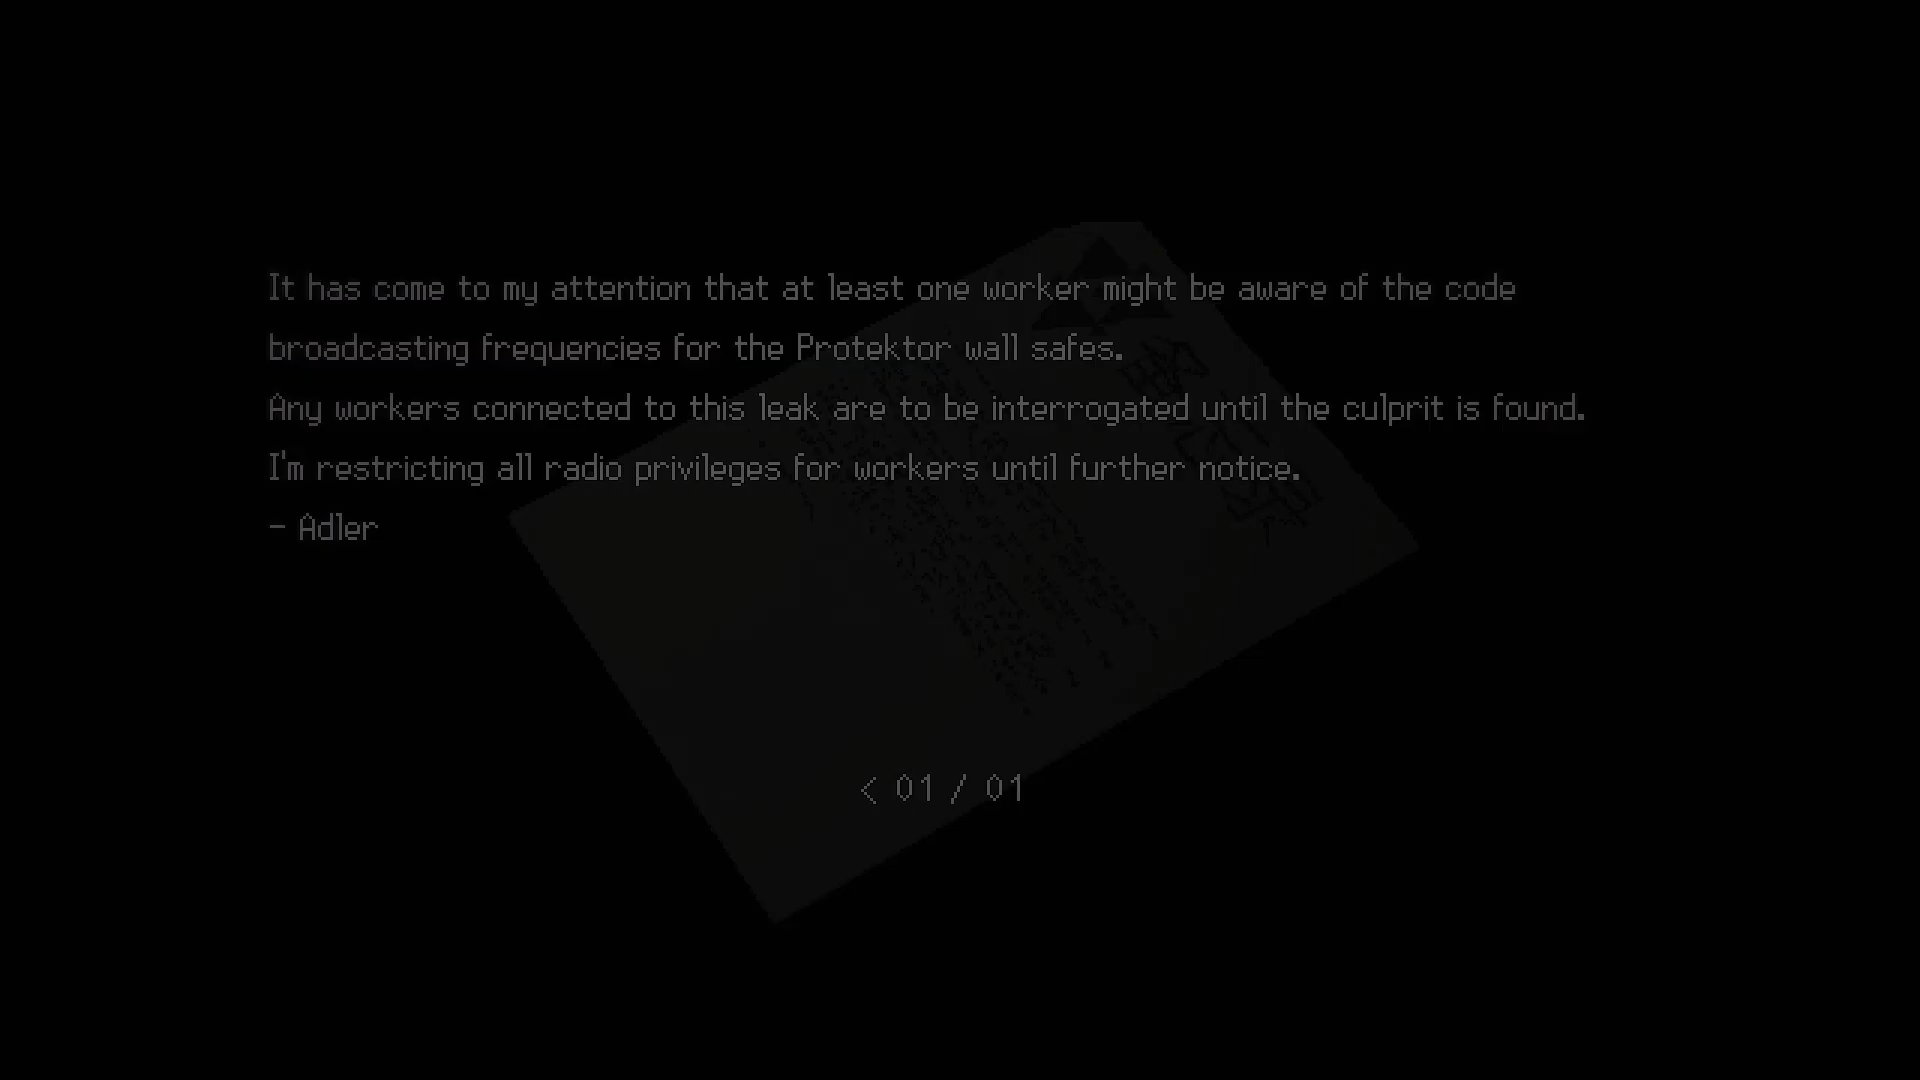 It has come to my attention that at least one worker might be aware of the code
broadcasting frequencies for the Protektor wall safes.
Any workers connected to this leak are to be interrogated until the culprit is found.
I'm restricting all radio privileges for workers until further notice.
- Adler
< 01 / 01